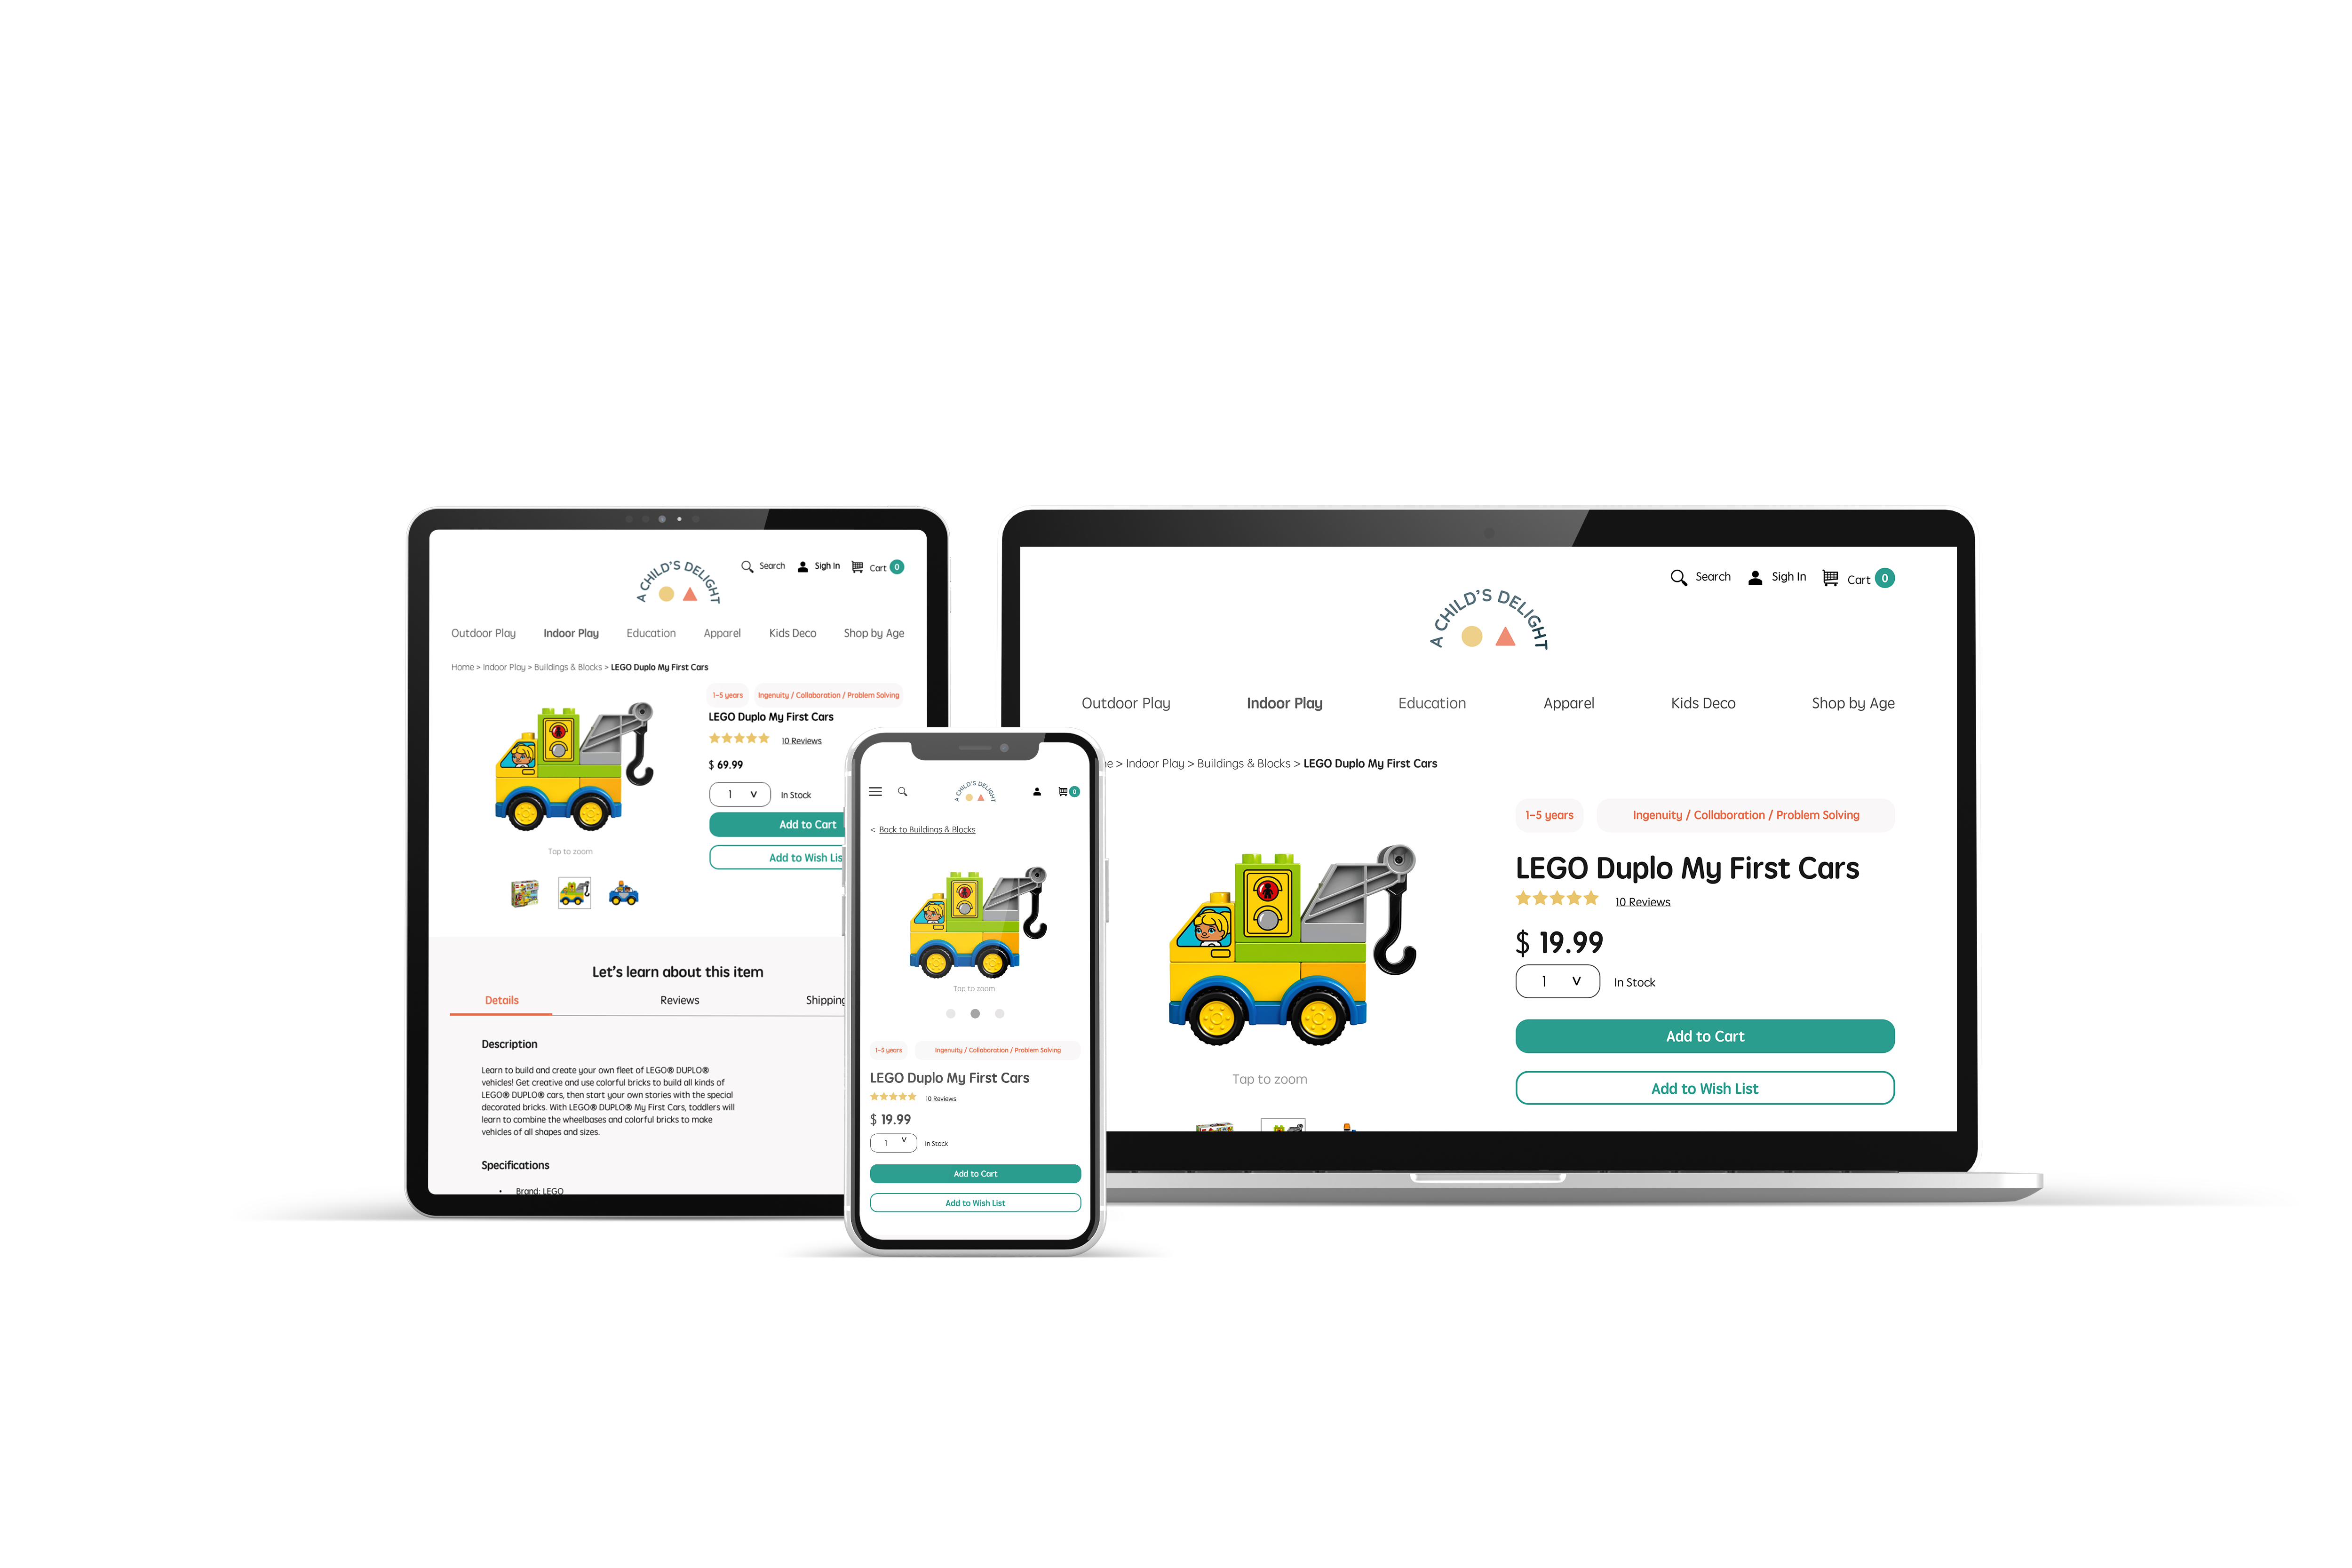 A CHILD'S DELIGHT
Search
Sigh In
Cart 0
Outdoor Play Indoor Play Education Apparel Kids Deco Shop by Age
Home > Indoor Play > Buildings & Blocks > LEGO Duplo My First Cars
1-5 years Ingenuity / Collaboration / Problem Solving
LEGO Duplo My First Cars
10 Reviews
$ 69.99
1 v In Stock
Add to Cart
Add to Wish Lis
Tap to zoom
Let's learn about this item
Details Reviews Shipping
Description
Learn to build and create your own fleet of LEGO® DUPLO®
vehicles! Get creative and use colorful bricks to build all kinds of
LEGO® DUPLO® cars, then start your own stories with the special
decorated bricks. With LEGO® DUPLO® My First Cars, toddlers will
learn to combine the wheelbases and colorful bricks to make
vehicles of all shapes and sizes.
Specifications
• Brand: LEGO
A CHILD'S DELIGHT
0
< Back to Buildings & Blocks
Tap to zoom
1-5 years Ingenuity / Collaboration / Problem Solving
LEGO Duplo My First Cars
10 Reviews
$ 19.99
1 v In Stock
Add to Cart
Add to Wish List
Search Sigh In Cart 0
A CHILD'S DELIGHT
Outdoor Play Indoor Play Education Apparel Kids Deco Shop by Age
> Indoor Play > Buildings & Blocks > LEGO Duplo My First Cars
1-5 years Ingenuity / Collaboration / Problem Solving
LEGO Duplo My First Cars
10 Reviews
$ 19.99
1 v In Stock
Add to Cart
Add to Wish List
Tap to zoom